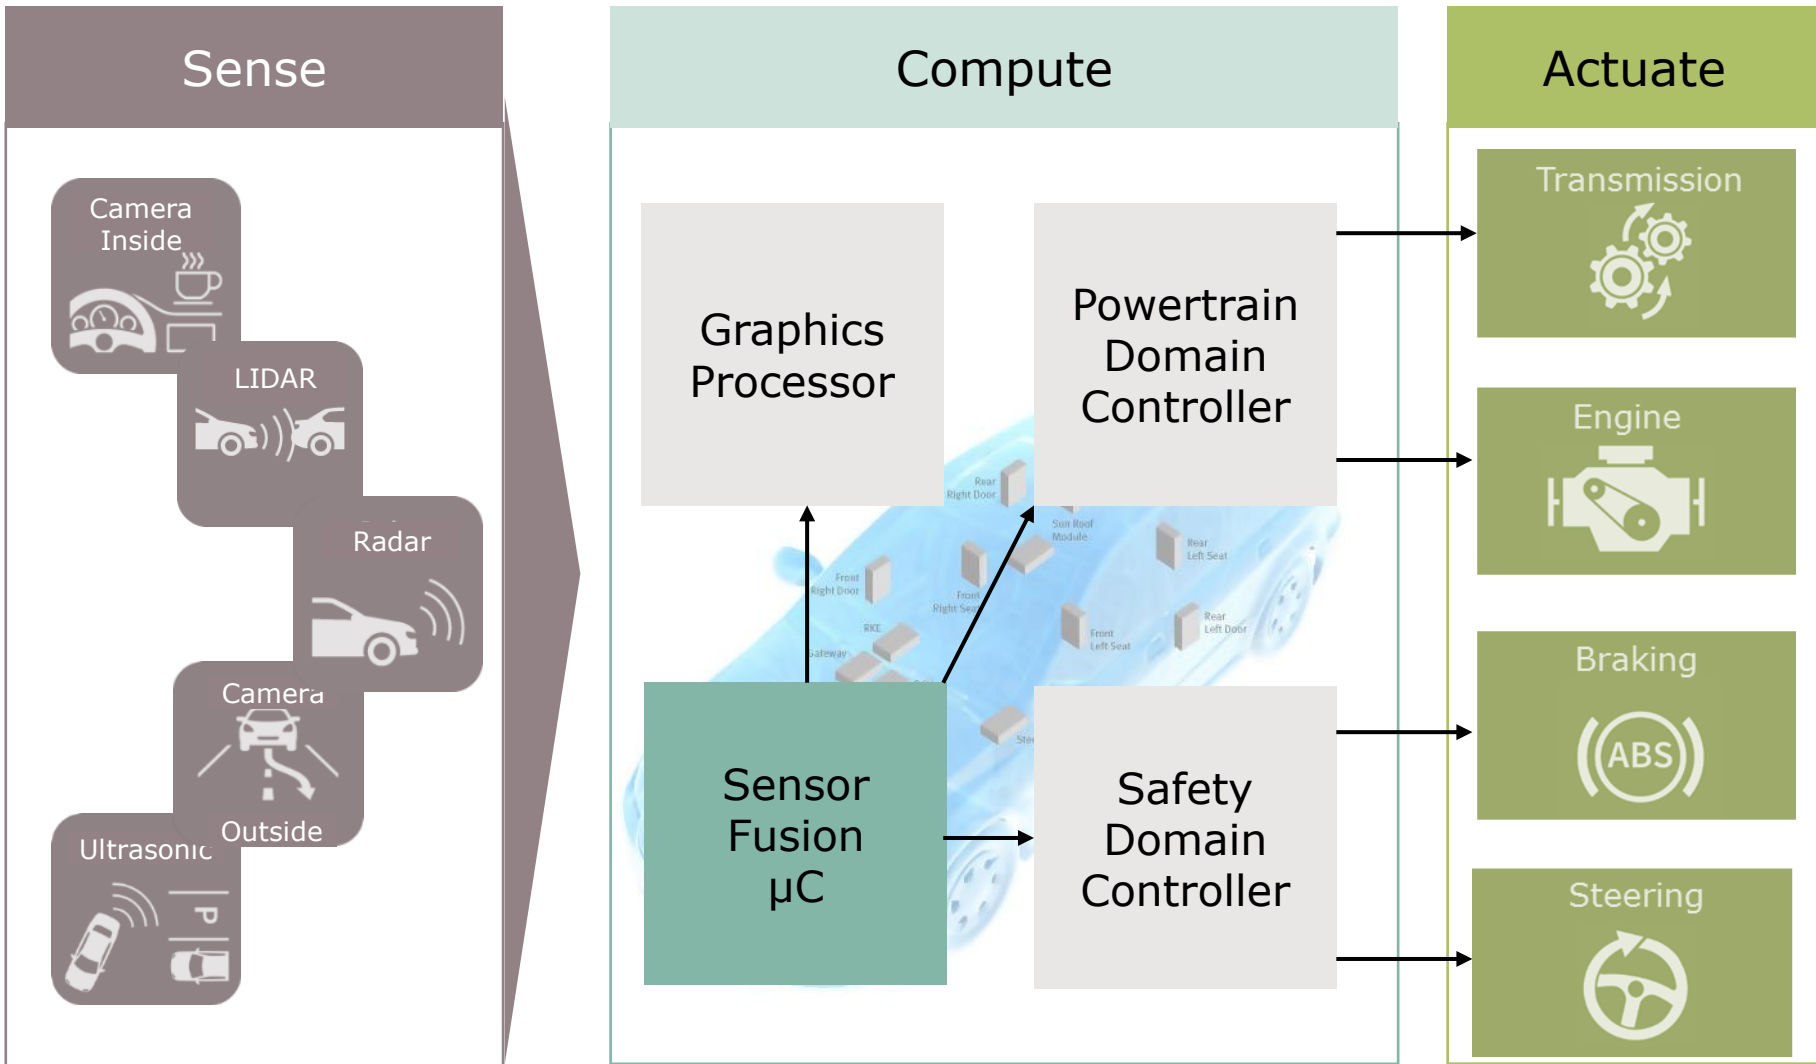 Sense
Compute
Actuate
Camera
Inside
LIDAR
Radar
Camera
Outside
Ultrasonic
P
Graphics
Processor
Powertrain
Domain
Controller
Rear
Right Door
Sun Roof
Module
Rear
Left Seat
Front
Right Door
Front
Right Seat
Rear
Left Door
Front
Left Seat
RKE
Gateway
Sensor
Fusion
µC
Safety
Domain
Controller
Transmission
Engine
Braking
ABS
Steering